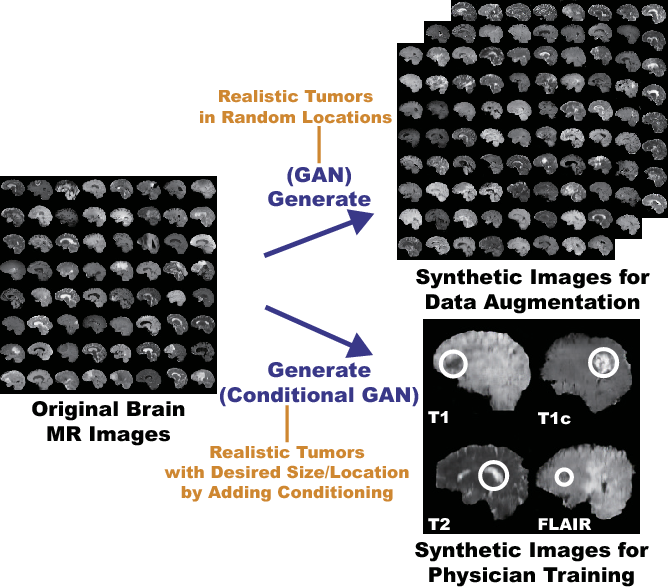 Realistic Tumors
in Random Locations
(GAN)
Generate
Synthetic Images for
Data Augmentation
Original Brain
MR Images
Generate
(Conditional GAN)
Realistic Tumors
with Desired Size/Location
by Adding Conditioning
T1
T1c
T2
FLAIR
Synthetic Images for
Physician Training